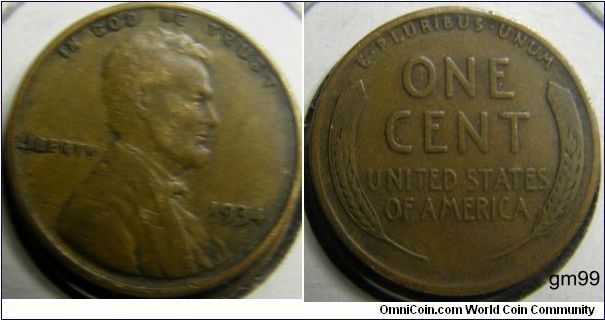 IN GOD WE TRUST
LIBERTY
1934
E·PLURIBUS·UNUM
ONE
CENT
UNITED STATES
OF AMERICA
gm99
OmniCoin.com World Coin Community